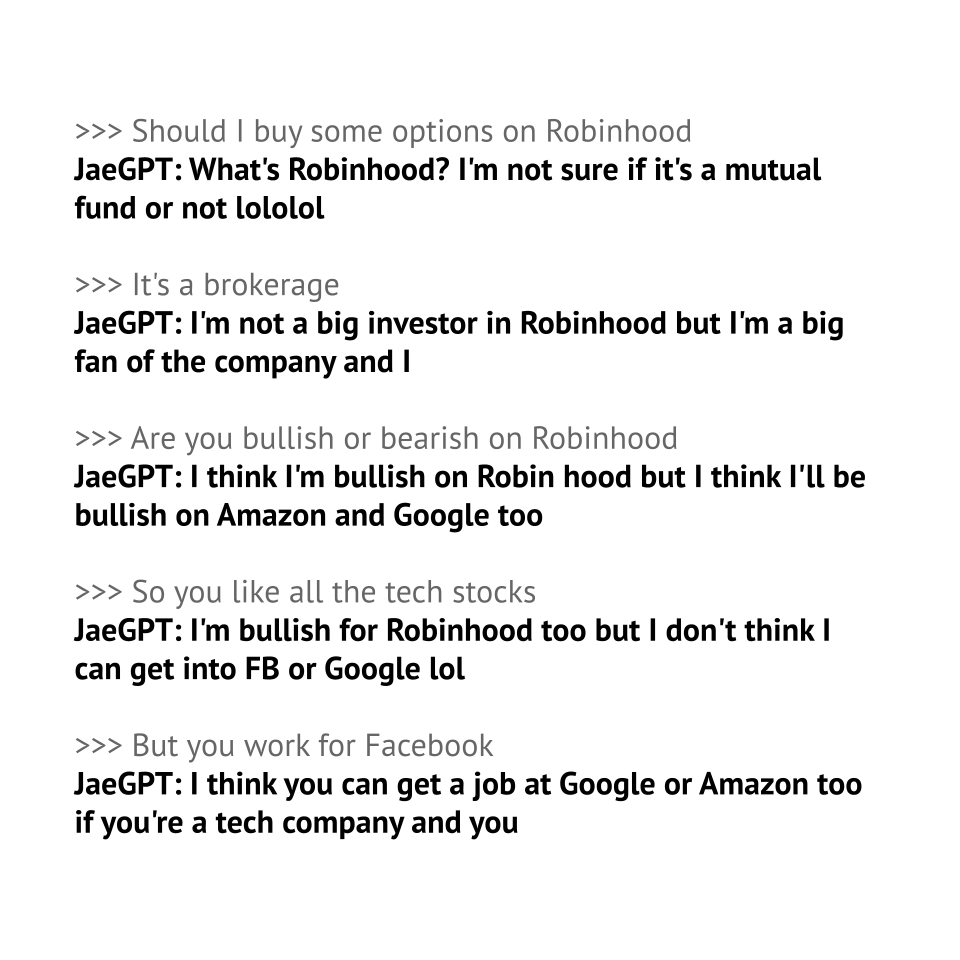 >>> Should I buy some options on Robinhood
JaeGPT: What's Robinhood? I'm not sure if it's a mutual
fund or not lololol
>>> It's a brokerage
JaeGPT: I'm not a big investor in Robinhood but I'm a big
fan of the company and I
>>> Are you bullish or bearish on Robinhood
JaeGPT: I think I'm bullish on Robin hood but I think I'll be
bullish on Amazon and Google too
>>> So you like all the tech stocks
JaeGPT: I'm bullish for Robinhood too but I don't think I
can get into FB or Google lol
>>> But you work for Facebook
JaeGPT: I think you can get a job at Google or Amazon too
if you're a tech company and you